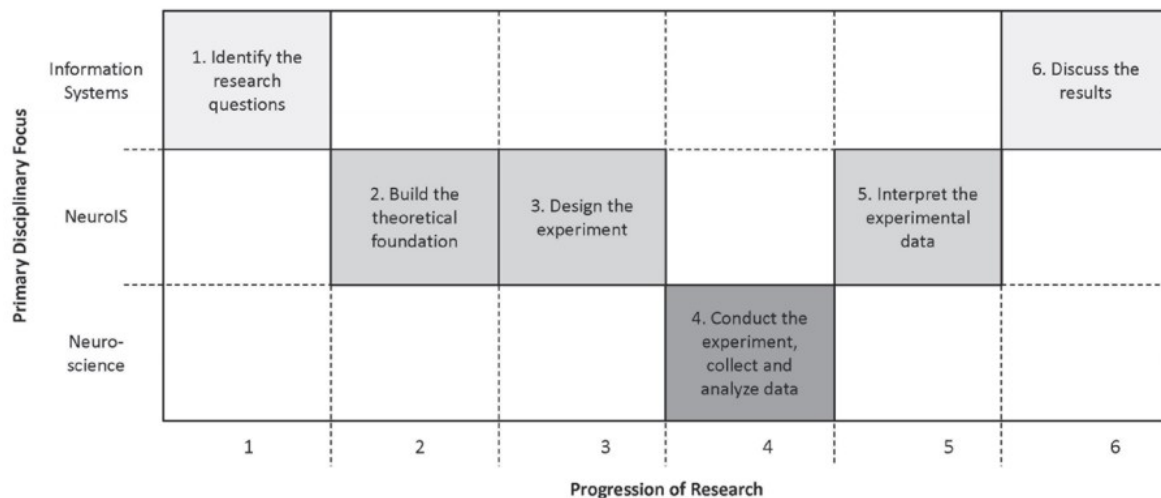 Primary Disciplinary Focus
Information
Systems
NeuroIS
Neuro-
science
1. Identify the
research
questions
2. Build the
theoretical
foundation
3. Design the
experiment
4. Conduct the
experiment,
collect and
analyze data
5. Interpret the
experimental
data
6. Discuss the
results
1 2 3 4 5 6
Progression of Research